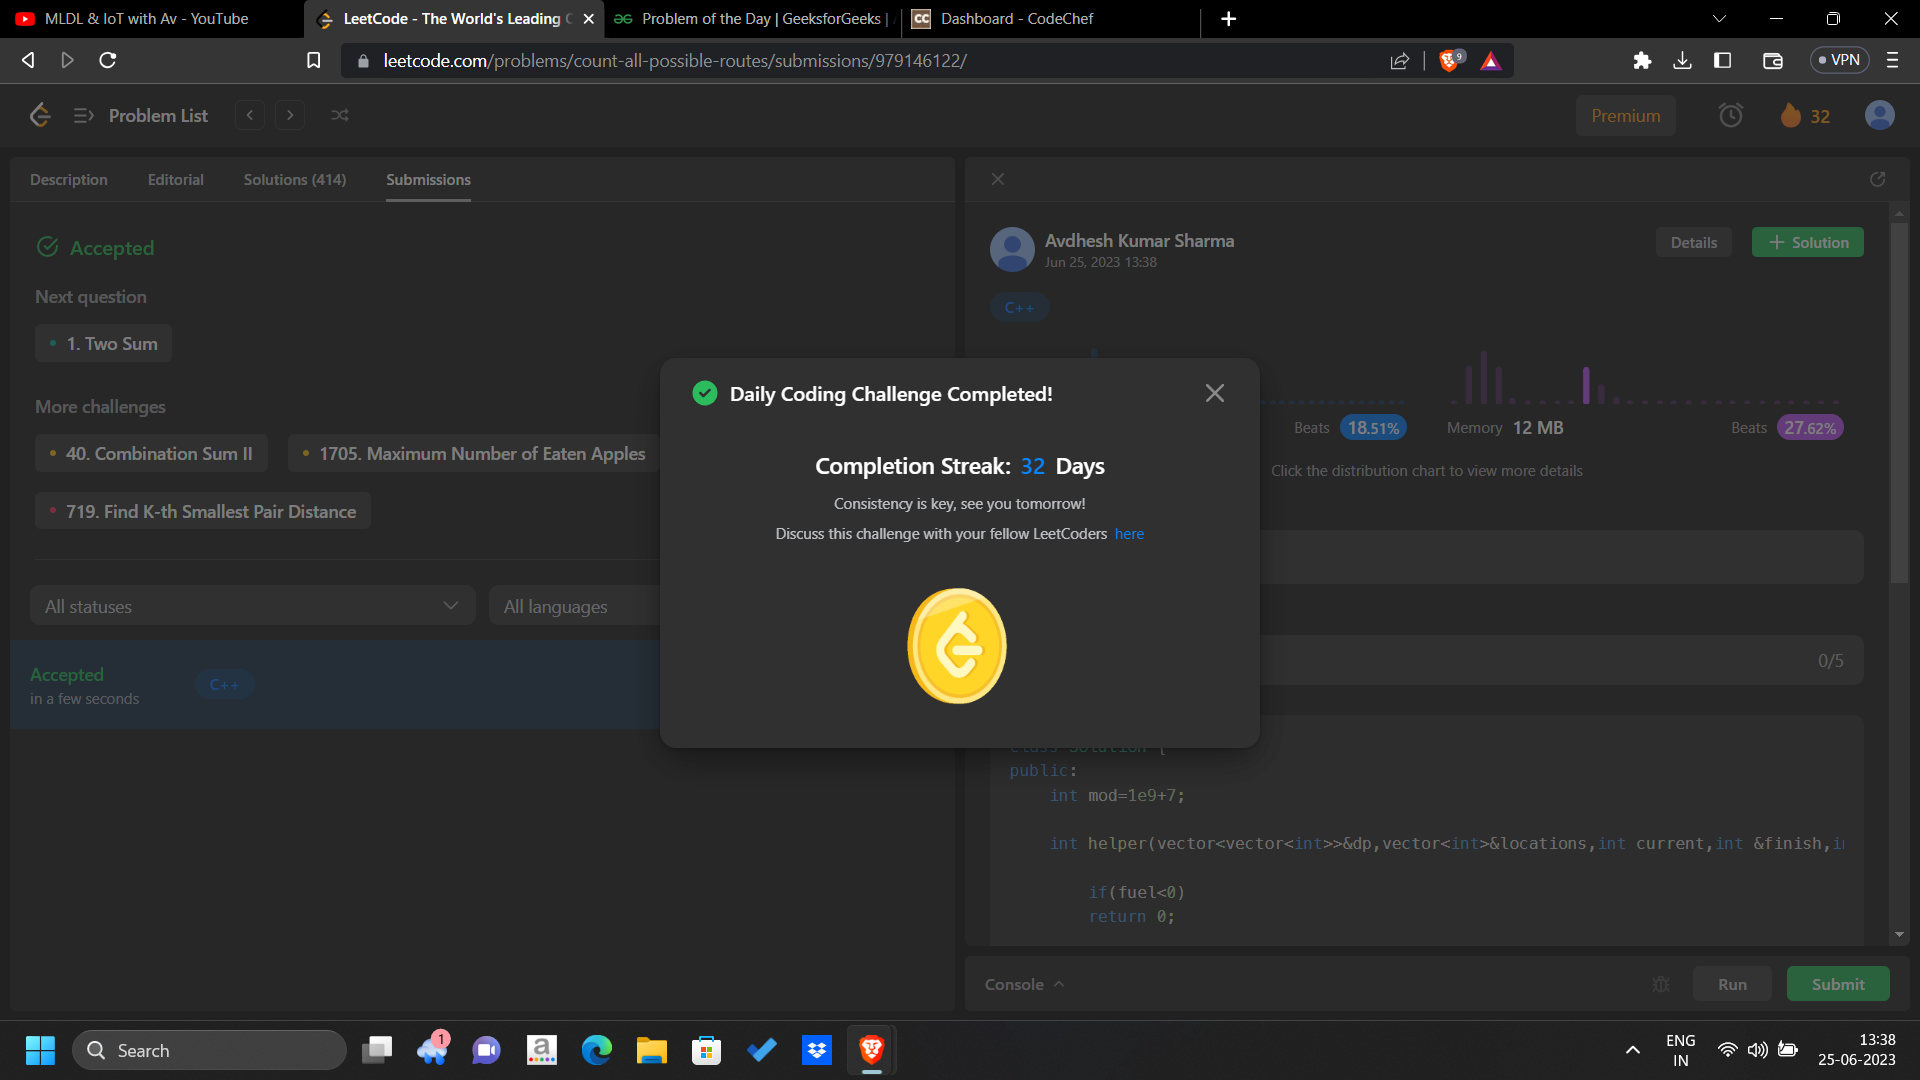 MLDL & IoT with Av - YouTube
LeetCode - The World's Leading
Problem of the Day | GeeksforGeeks |
CC Dashboard - CodeChef
leetcode.com/problems/count-all-possible-routes/submissions/979146122/
9
VPN
Problem List
Premium
32
Description Editorial Solutions (414) Submissions
Accepted
Next question
1. Two Sum
More challenges
40. Combination Sum II
1705. Maximum Number of Eaten Apples
719. Find K-th Smallest Pair Distance
All statuses
All languages
Accepted
in a few seconds
C++
Daily Coding Challenge Completed!
Completion Streak: 32 Days
Consistency is key, see you tomorrow!
Discuss this challenge with your fellow LeetCoders here
Avdhesh Kumar Sharma
Jun 25, 2023 13:38
Details
+ Solution
C++
Beats 18.51%
Memory 12 MB
Beats 27.62%
Click the distribution chart to view more details
0/5
class Solution {
public:
int mod=1e9+7;
int helper(vector<vector<int>>&dp,vector<int>&locations,int current,int &finish,in
if(fuel<0)
return 0;
Console
Run
Submit
Search
1
a
ENG
IN
13:38
25-06-2023